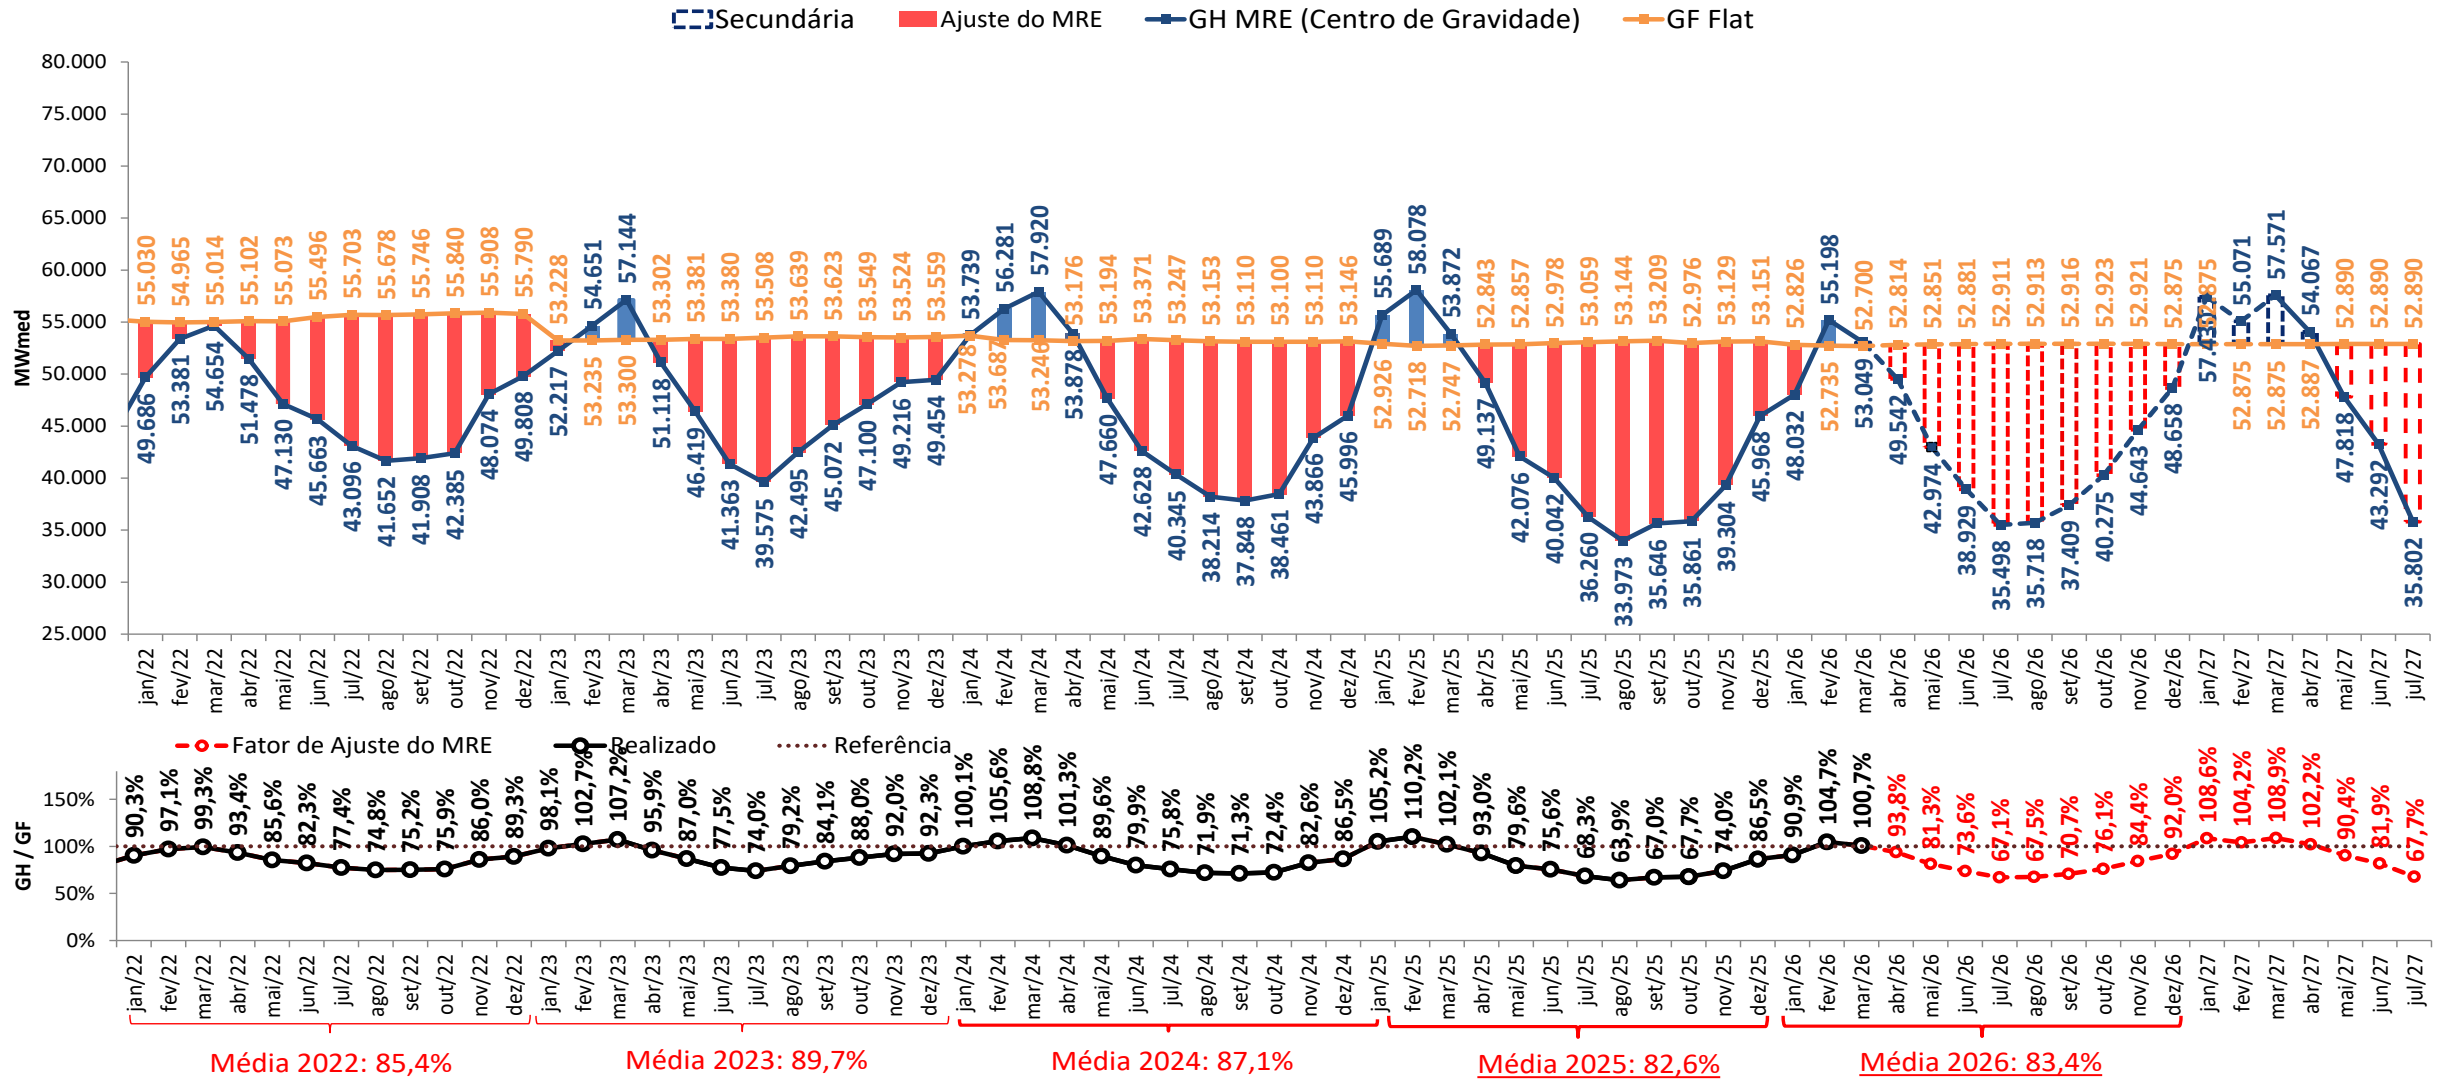 Secundária Ajuste do MRE GH MRE (Centro de Gravidade) GF Flat
MWmed
80.000
75.000
70.000
65.000
60.000
55.000
50.000
45.000
40.000
35.000
30.000
25.000
55.030 54.965 55.014 55.102 55.073 55.496 55.703 55.678 55.746 55.840 55.908 55.790 53.228 54.651 57.144 53.302 53.381 53.380 53.508 53.639 53.623 53.549 53.524 53.559 53.739 56.281 57.920 53.176 53.194 53.371 53.247 53.153 53.110 53.100 53.110 53.146 55.689 58.078 53.872 52.843 52.857 52.978 53.059 53.144 53.209 52.976 53.129 53.151 52.826 55.198 52.700 52.814 52.851 52.881 52.911 52.913 52.916 52.923 52.921 52.875 52.875 55.071 57.571 54.067 52.890 52.890 52.890
49.686 53.381 54.654 51.478 47.130 45.663 43.096 41.652 41.908 42.385 48.074 49.808 52.217 53.235 53.300 51.118 46.419 41.363 39.575 42.495 45.072 47.100 49.216 49.454 53.278 53.687 53.246 53.878 47.660 42.628 40.345 38.214 37.848 38.461 43.866 45.996 52.926 52.718 52.747 49.137 42.076 40.042 36.260 33.973 35.646 35.861 39.304 45.968 48.032 52.735 53.049 49.542 42.974 38.929 35.498 35.718 37.409 40.275 44.643 48.658 57.430 52.875 52.875 52.887 47.818 43.292 35.802
jan/22 fev/22 mar/22 abr/22 mai/22 jun/22 jul/22 ago/22 set/22 out/22 nov/22 dez/22 jan/23 fev/23 mar/23 abr/23 mai/23 jun/23 jul/23 ago/23 set/23 out/23 nov/23 dez/23 jan/24 fev/24 mar/24 abr/24 mai/24 jun/24 jul/24 ago/24 set/24 out/24 nov/24 dez/24 jan/25 fev/25 mar/25 abr/25 mai/25 jun/25 jul/25 ago/25 set/25 out/25 nov/25 dez/25 jan/26 fev/26 mar/26 abr/26 mai/26 jun/26 jul/26 ago/26 set/26 out/26 nov/26 dez/26 jan/27 fev/27 mar/27 abr/27 mai/27 jun/27 jul/27
Fator de Ajuste do MRE Realizado Referência
GH / GF
150%
100%
50%
0%
90,3% 97,1% 99,3% 93,4% 85,6% 82,3% 77,4% 74,8% 75,2% 75,9% 86,0% 89,3% 98,1% 102,7% 107,2% 95,9% 87,0% 77,5% 74,0% 79,2% 84,1% 88,0% 92,0% 92,3% 100,1% 105,6% 108,8% 101,3% 89,6% 79,9% 75,8% 71,9% 71,3% 72,4% 82,6% 86,5% 105,2% 110,2% 102,1% 93,0% 79,6% 75,6% 68,3% 63,9% 67,0% 67,7% 74,0% 86,5% 90,9% 104,7% 100,7% 93,8% 81,3% 73,6% 67,1% 67,5% 70,7% 76,1% 84,4% 92,0% 108,6% 104,2% 108,9% 102,2% 90,4% 81,9% 67,7%
jan/22 fev/22 mar/22 abr/22 mai/22 jun/22 jul/22 ago/22 set/22 out/22 nov/22 dez/22 jan/23 fev/23 mar/23 abr/23 mai/23 jun/23 jul/23 ago/23 set/23 out/23 nov/23 dez/23 jan/24 fev/24 mar/24 abr/24 mai/24 jun/24 jul/24 ago/24 set/24 out/24 nov/24 dez/24 jan/25 fev/25 mar/25 abr/25 mai/25 jun/25 jul/25 ago/25 set/25 out/25 nov/25 dez/25 jan/26 fev/26 mar/26 abr/26 mai/26 jun/26 jul/26 ago/26 set/26 out/26 nov/26 dez/26 jan/27 fev/27 mar/27 abr/27 mai/27 jun/27 jul/27
Média 2022: 85,4% Média 2023: 89,7% Média 2024: 87,1% Média 2025: 82,6% Média 2026: 83,4%